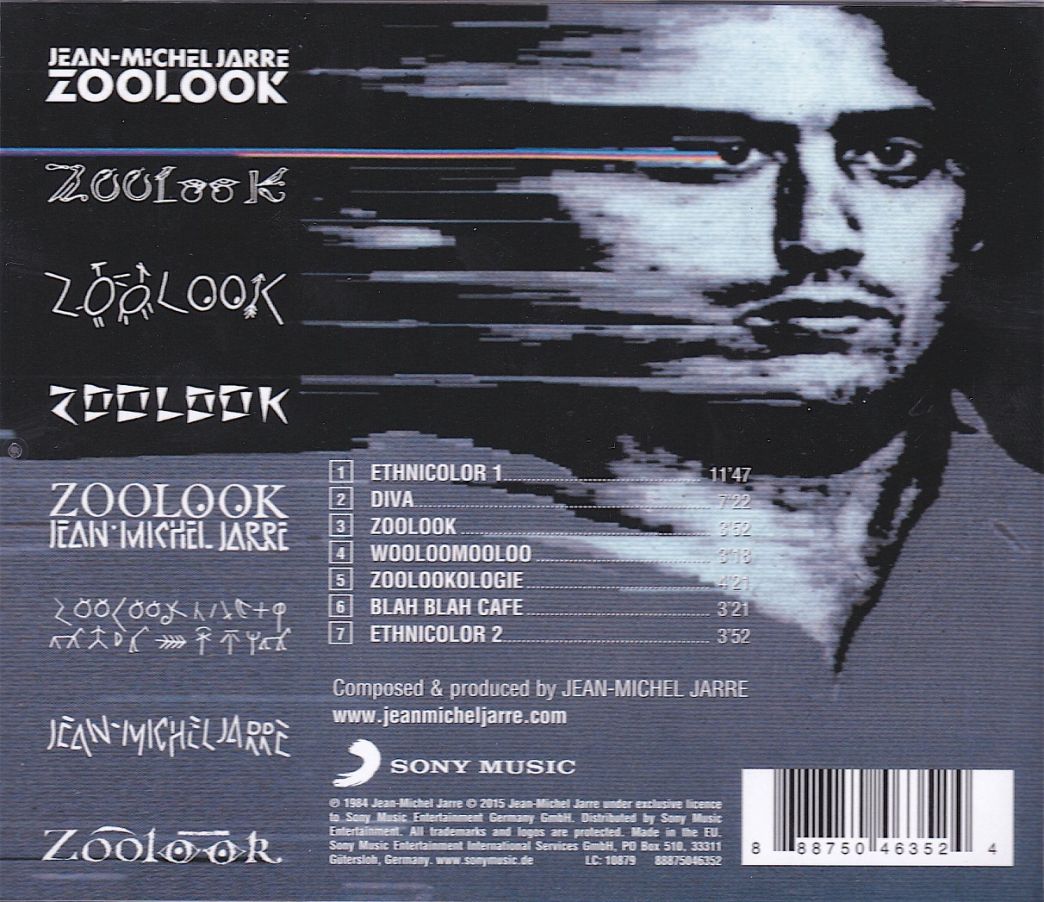 JEAN-MICHEL JARRE
ZOOLOOK
ZOOLOOK
ZOOLOOK
ZOOLOOK
ZOOLOOK
JEAN-MICHEL JARRE
ZOOLOOK
JEAN-MICHEL JARRE
Zoolook
1 ETHNICOLOR 1 11'47
2 DIVA 7'22
3 ZOOLOOK 3'52
4 WOOLOOMOOLOO 3'18
5 ZOOLOOKOLOGIE 4'21
6 BLAH BLAH CAFE 3'21
7 ETHNICOLOR 2 3'52
Composed & produced by JEAN-MICHEL JARRE
www.jeanmicheljarre.com
SONY MUSIC
℗ 1984 Jean-Michel Jarre © 2015 Jean-Michel Jarre under exclusive licence
to Sony Music Entertainment Germany GmbH. Distributed by Sony Music
Entertainment. All trademarks and logos are protected. Made in the EU.
Sony Music Entertainment International Services GmbH, PO Box 510, 33311
Gütersloh, Germany. www.sonymusic.de LC: 10879 88875046352
8 88750 46352 4